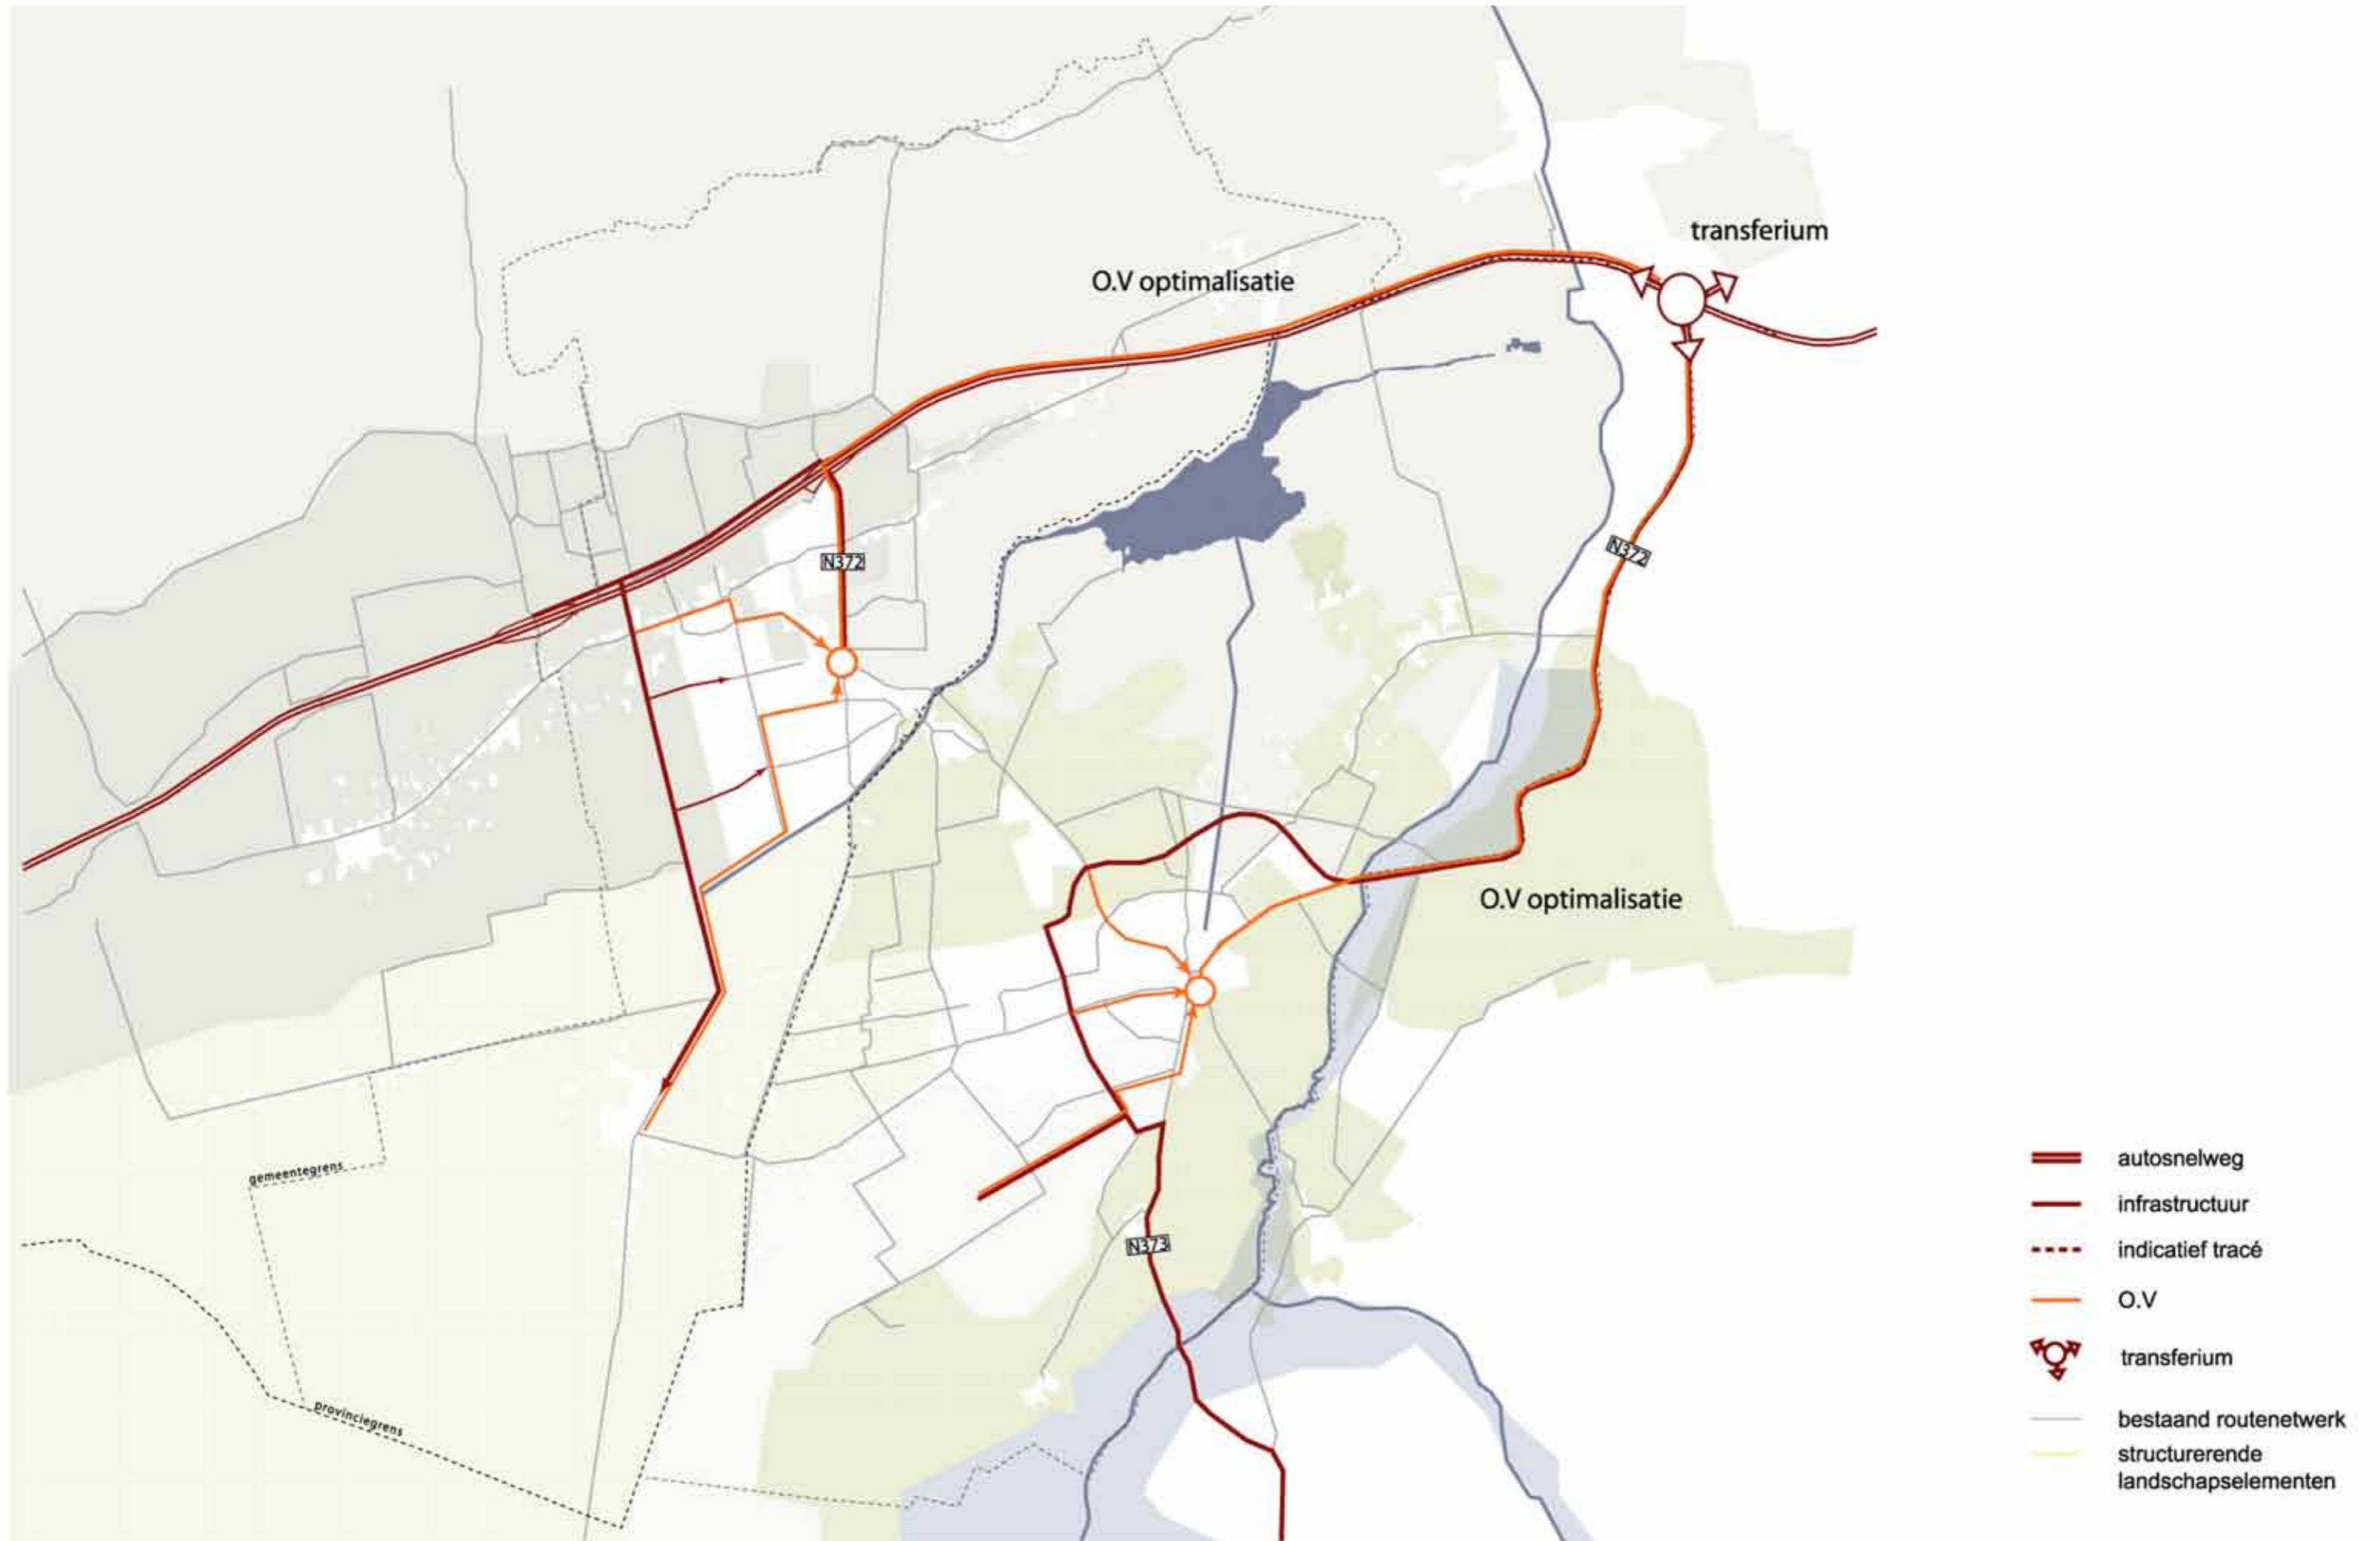 transferium
O.V optimalisatie
N372
N372
O.V optimalisatie
gemeentegrens
N373
provinciegrens
autosnelweg
infrastructuur
indicatief tracé
O.V
transferium
bestaand routenetwerk
structurerende
landschapselementen